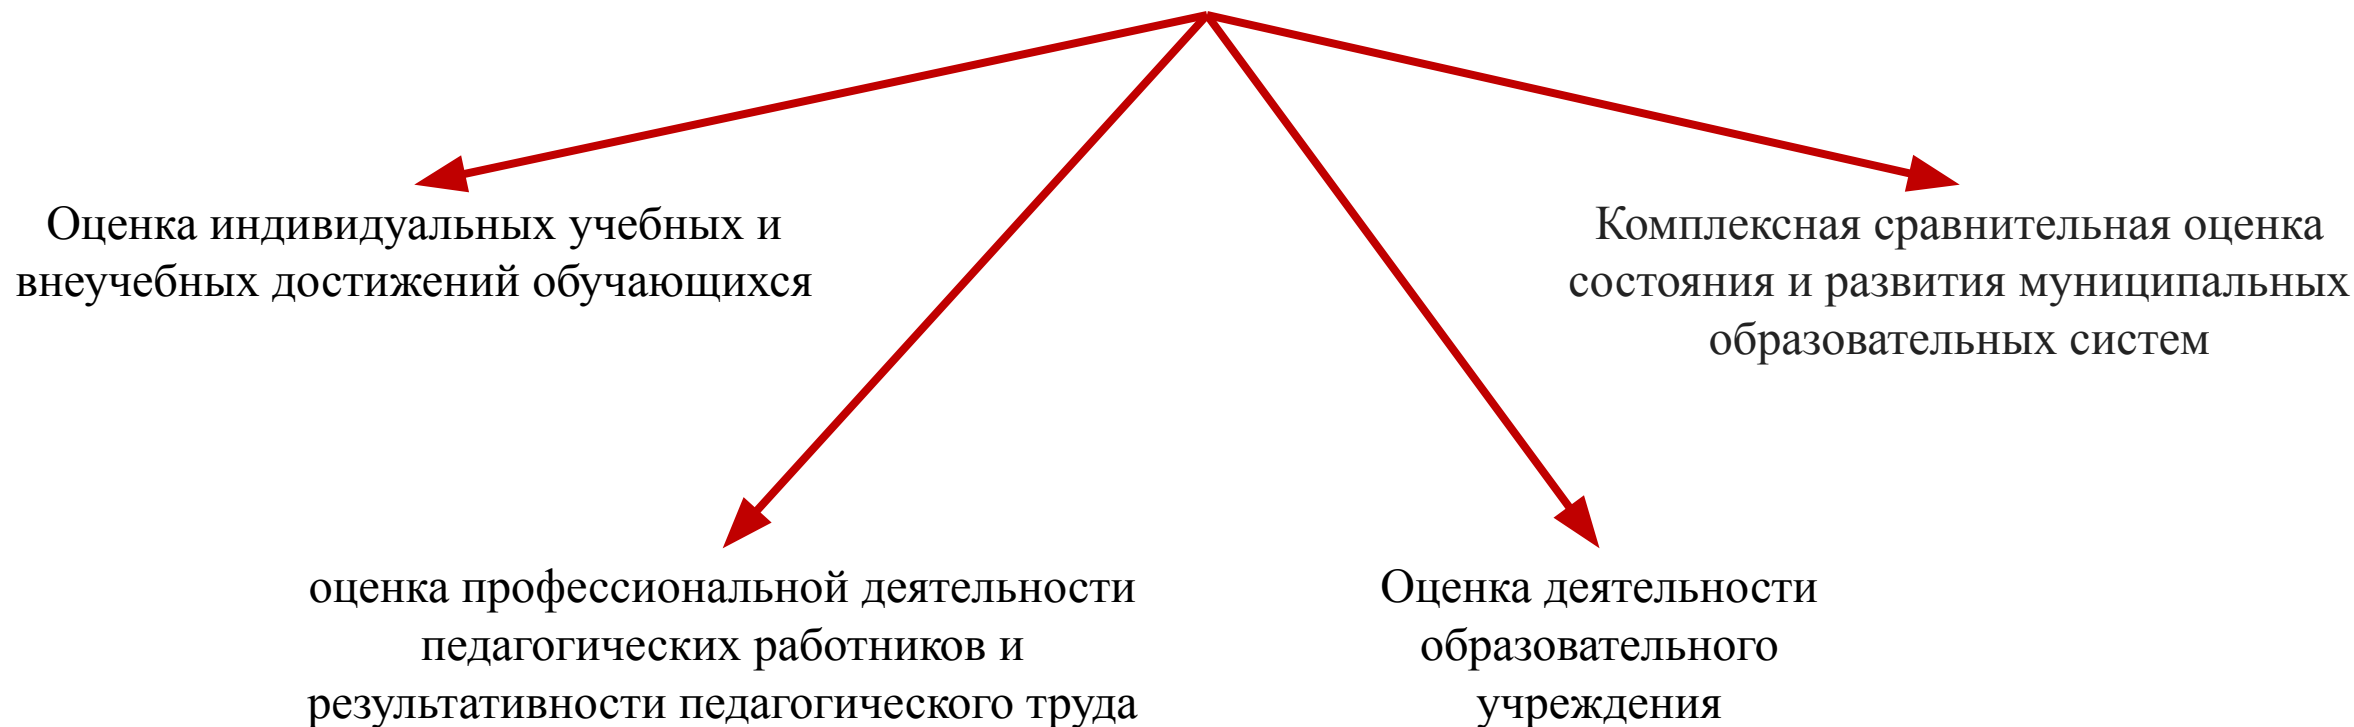 Оценка индивидуальных учебных и
внеучебных достижений обучающихся
Комплексная сравнительная оценка
состояния и развития муниципальных
образовательных систем
оценка профессиональной деятельности
педагогических работников и
результативности педагогического труда
Оценка деятельности
образовательного
учреждения